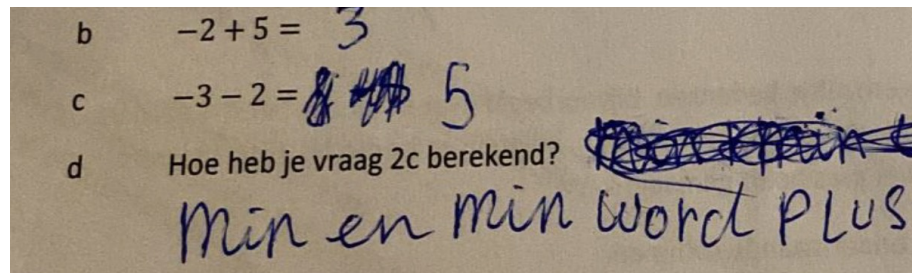 b -2 + 5 = 3
c -3 – 2 = 5
d Hoe heb je vraag 2c berekend?
Min en min word PLUS